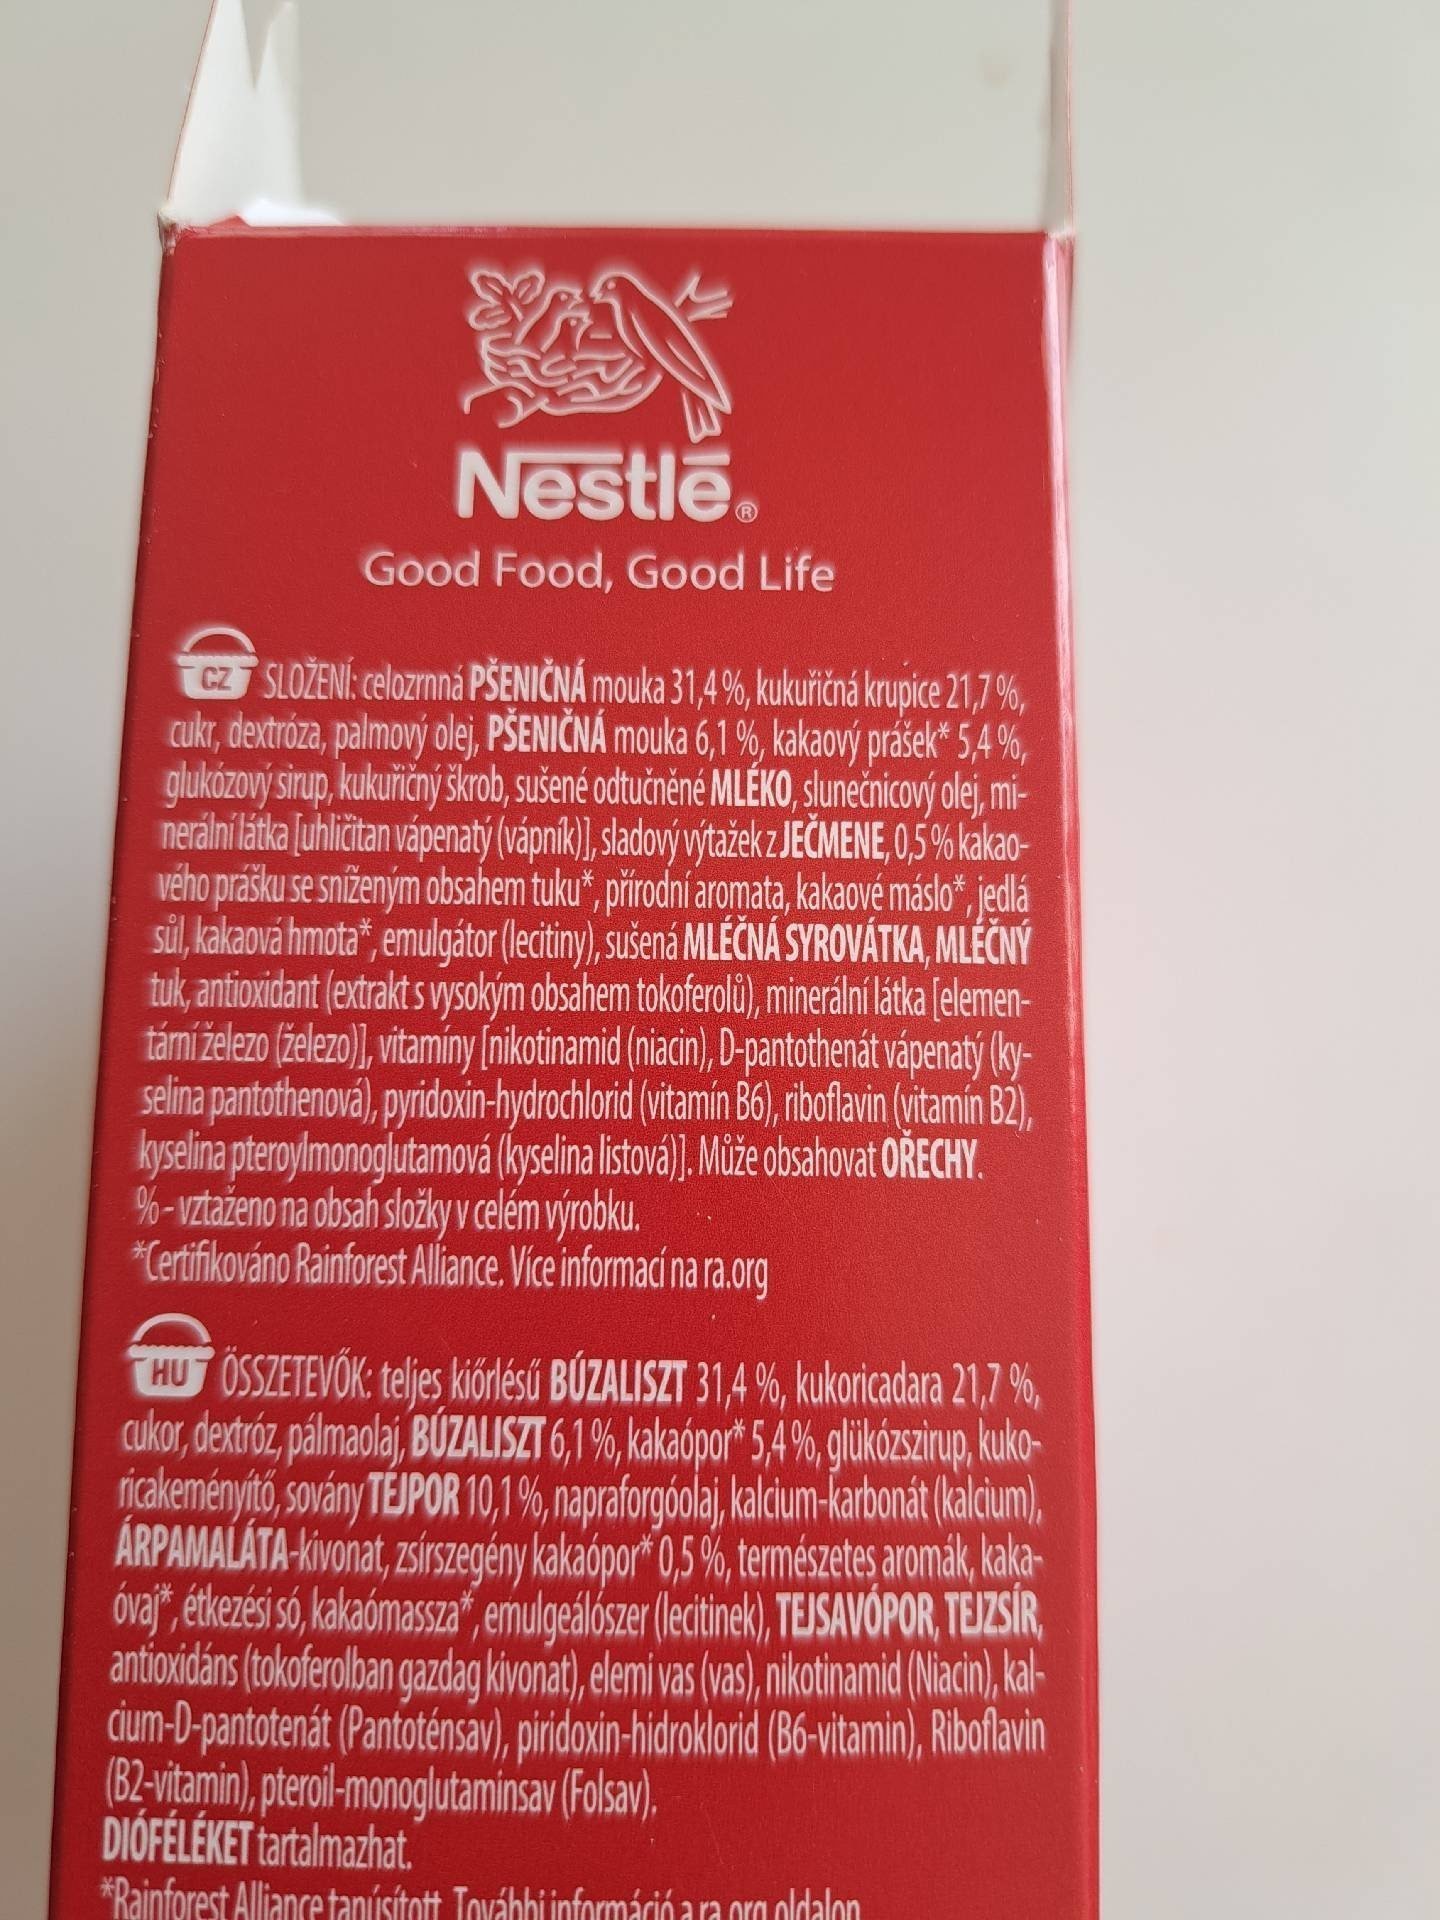 Nestlé®
Good Food, Good Life
CZ SLOŽENÍ: celozrnná PŠENIČNÁ mouka 31,4 %, kukuřičná krupice 21,7 %,
cukr, dextróza, palmový olej, PŠENIČNÁ mouka 6,1 %, kakaový prášek* 5,4 %,
glukózový sirup, kukuřičný škrob, sušené odtučněné MLÉKO, slunečnicový olej, mi-
nerální látka [uhličitan vápenatý (vápník)], sladový výtažek z JEČMENE, 0,5 % kakao-
vého prášku se sníženým obsahem tuku*, přírodní aromata, kakaové máslo*, jedlá
sůl, kakaová hmota*, emulgátor (lecitiny), sušená MLÉČNÁ SYROVÁTKA, MLÉČNÝ
tuk, antioxidant (extrakt s vysokým obsahem tokoferolů), minerální látka [elemen-
tární železo (železo)], vitamíny [nikotinamid (niacin), D-pantothenát vápenatý (ky-
selina pantothenová), pyridoxin-hydrochlorid (vitamín B6), riboflavin (vitamín B2),
kyselina pteroylmonoglutamová (kyselina listová)]. Může obsahovat OŘECHY.
% – vztaženo na obsah složky v celém výrobku.
*Certifikováno Rainforest Alliance. Více informací na ra.org
HU ÖSSZETEVŐK: teljes kiőrlésű BÚZALISZT 31,4 %, kukoricadara 21,7 %,
cukor, dextróz, pálmaolaj, BÚZALISZT 6,1 %, kakaópor* 5,4 %, glükózszirup, kuko-
ricakeményítő, sovány TEJPOR 10,1 %, napraforgóolaj, kalcium-karbonát (kalcium),
ÁRPAMALÁTA-kivonat, zsírszegény kakaópor* 0,5 %, természetes aromák, kaka-
óvaj*, étkezési só, kakaómassza*, emulgeálószer (lecitinek), TEJSAVÓPOR, TEJZSÍR,
antioxidáns (tokoferolban gazdag kivonat), elemi vas (vas), nikotinamid (Niacin), kal-
cium-D-pantotenát (Pantoténsav), piridoxin-hidroklorid (B6-vitamin), Riboflavin
(B2-vitamin), pteroil-monoglutaminsav (Folsav).
DIÓFÉLÉKET tartalmazhat.
*Rainforest Alliance tanúsított. További információ a ra.org oldalon